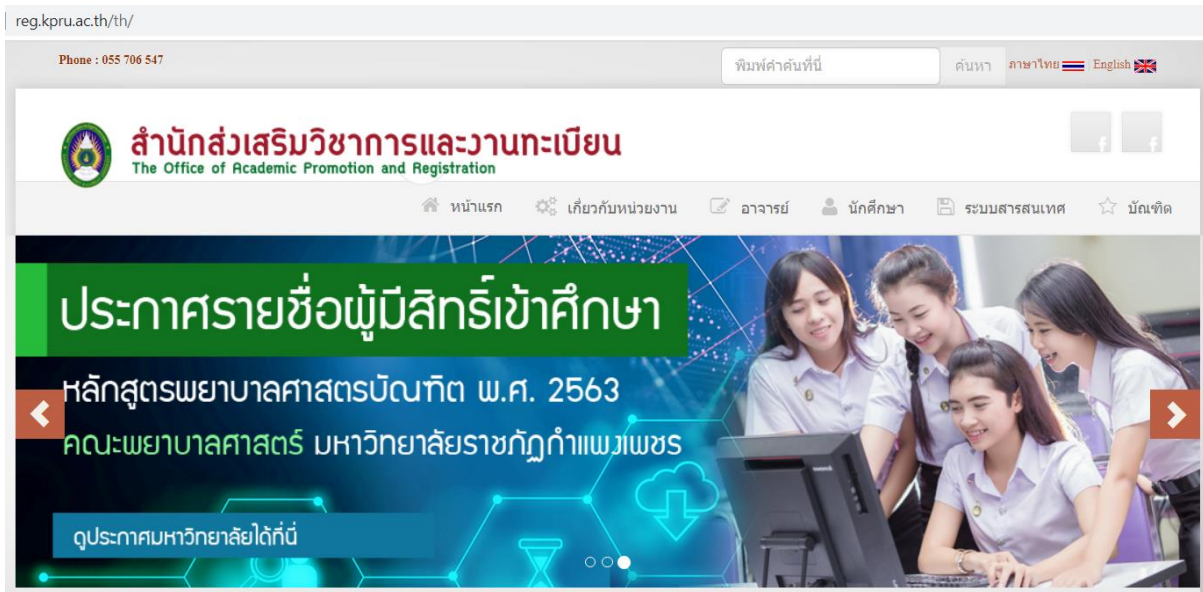 reg.kpru.ac.th/th/
Phone : 055 706 547
พิมพ์คำค้นที่นี่ ค้นหา ภาษาไทย English
สำนักส่งเสริมวิชาการและงานทะเบียน
The Office of Academic Promotion and Registration
หน้าแรก เกี่ยวกับหน่วยงาน อาจารย์ นักศึกษา ระบบสารสนเทศ บัณฑิต
ประกาศรายชื่อผู้มีสิทธิ์เข้าศึกษา
หลักสูตรพยาบาลศาสตรบัณฑิต พ.ศ. 2563
คณะพยาบาลศาสตร์ มหาวิทยาลัยราชภัฏกำแพงเพชร
ดูประกาศมหาวิทยาลัยได้ที่นี่